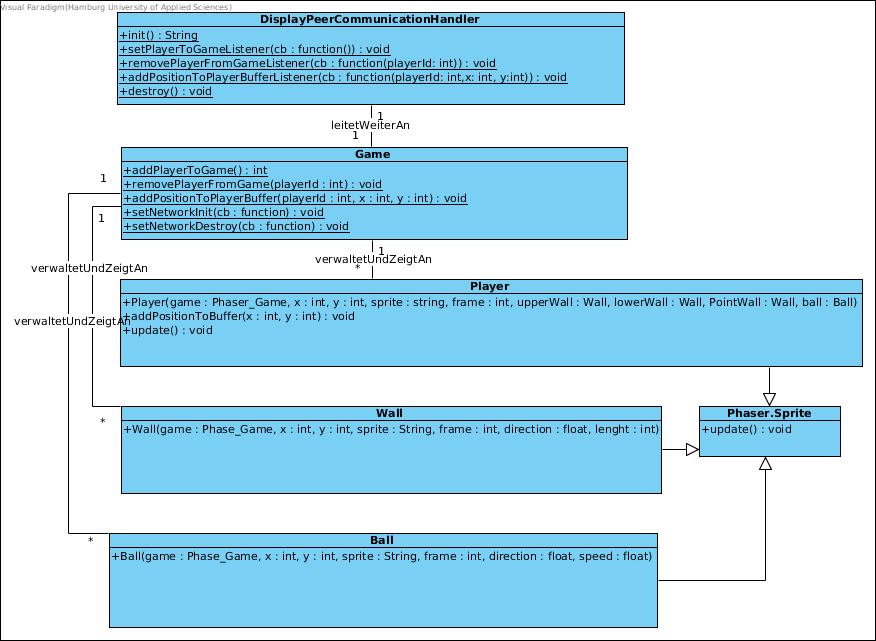 Visual Paradigm(Hamburg University of Applied Sciences)
DisplayPeerCommunicationHandler
+init() : String
+setPlayerToGameListener(cb : function()) : void
+removePlayerFromGameListener(cb : function(playerId: int)) : void
+addPositionToPlayerBufferListener(cb : function(playerId: int,x: int, y:int)) : void
+destroy() : void
1
leitetWeiterAn
1
Game
+addPlayerToGame() : int
+removePlayerFromGame(playerId : int) : void
+addPositionToPlayerBuffer(playerId : int, x : int, y : int) : void
+setNetworkInit(cb : function) : void
+setNetworkDestroy(cb : function) : void
1
1
1
verwaltetUndZeigtAn
*
verwaltetUndZeigtAn
verwaltetUndZeigtAn
Player
+Player(game : Phaser_Game, x : int, y : int, sprite : string, frame : int, upperWall : Wall, lowerWall : Wall, PointWall : Wall, ball : Ball)
+addPositionToBuffer(x : int, y : int) : void
+update() : void
Wall
+Wall(game : Phase_Game, x : int, y : int, sprite : String, frame : int, direction : float, lenght : int)
*
Phaser.Sprite
+update() : void
Ball
+Ball(game : Phase_Game, x : int, y : int, sprite : String, frame : int, direction : float, speed : float)
*